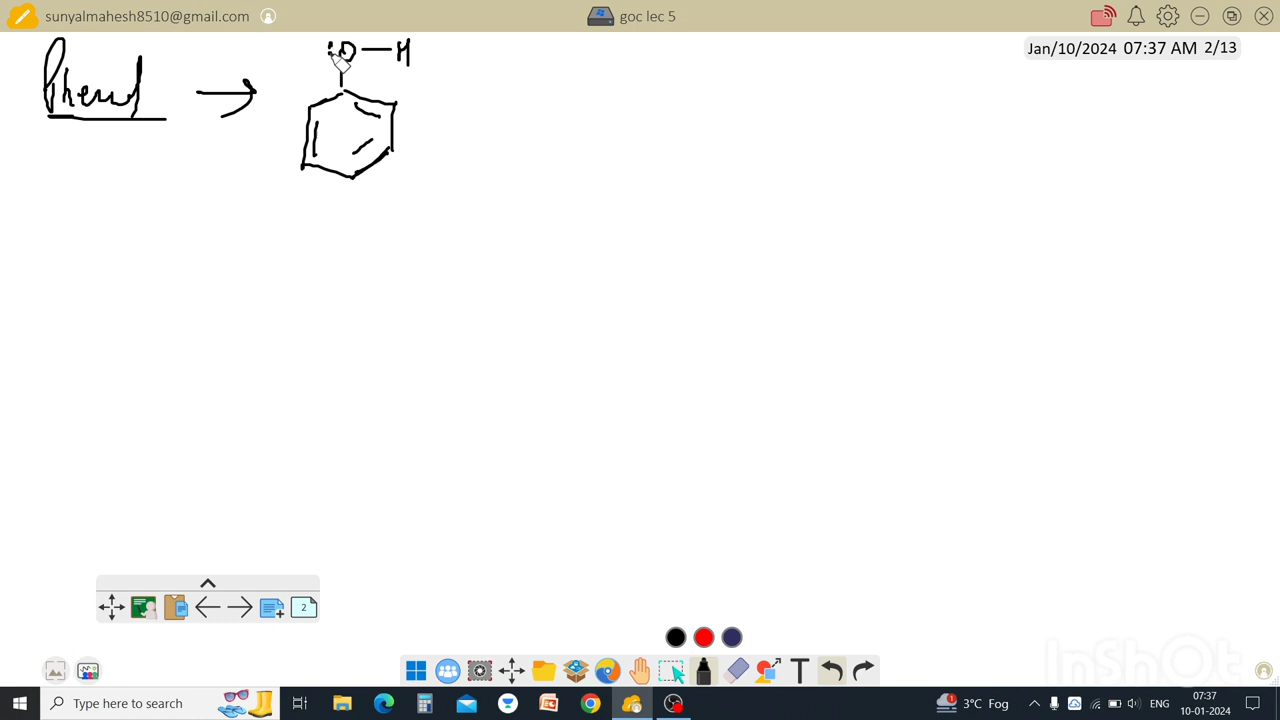 sunyalmahesh8510@gmail.com
goc lec 5
Jan/10/2024 07:37 AM 2/13
Phenol
:O—H
2
T
InShOt
Type here to search
1
3°C Fog
ENG
07:37
10-01-2024